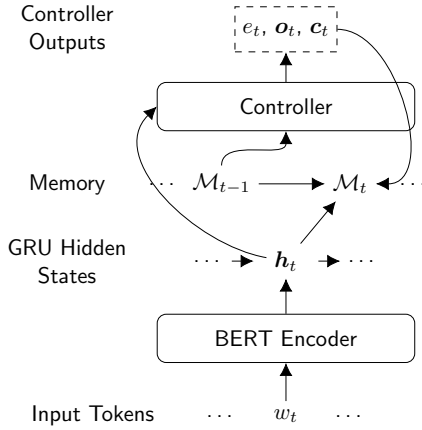 Controller
Outputs
e_t, o_t, c_t
Controller
Memory
··· M_{t−1} M_t ···
GRU Hidden
States
··· h_t ···
BERT Encoder
Input Tokens ··· w_t ···